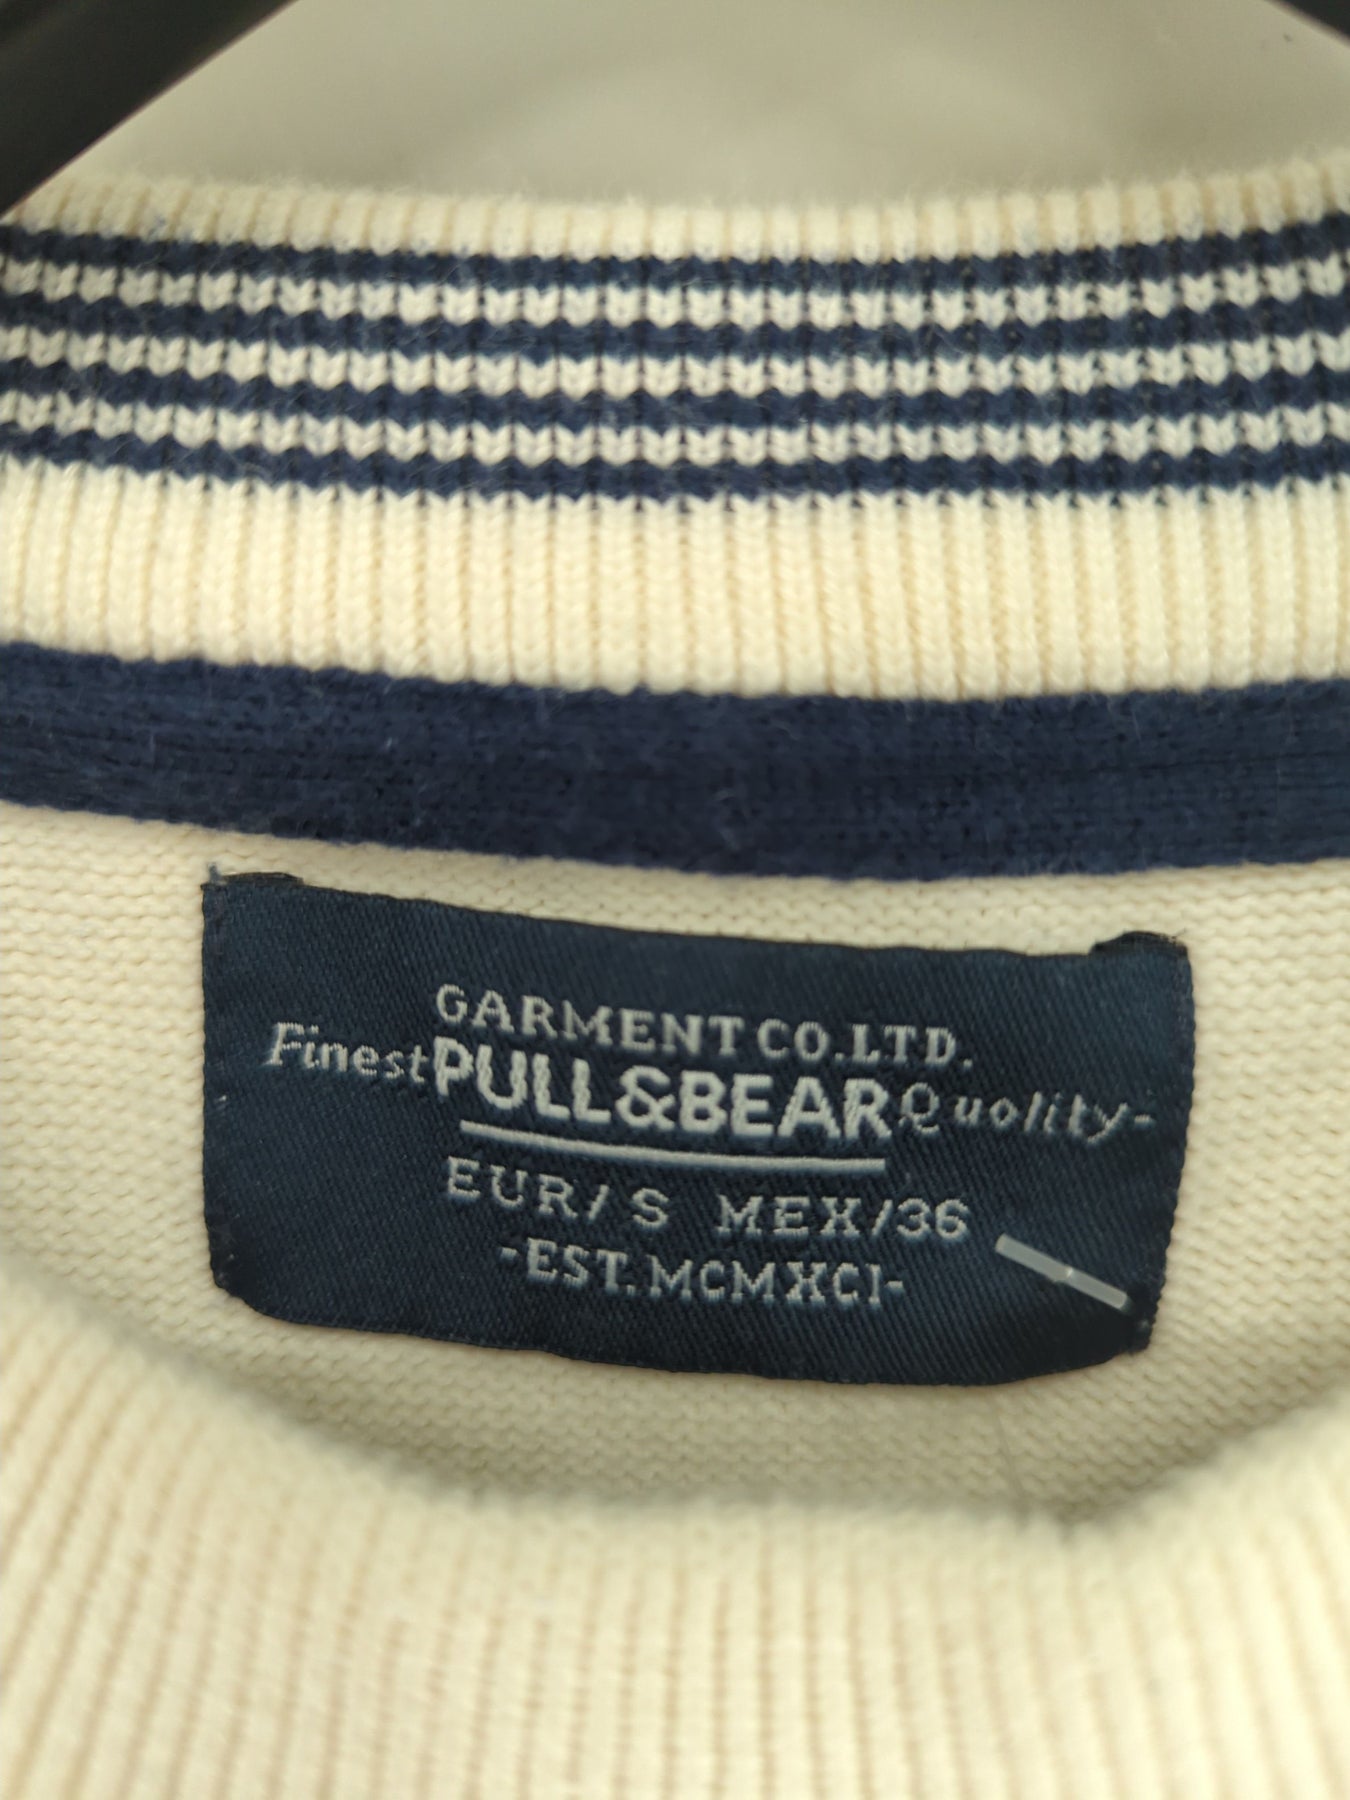 GARMENT CO.LTD.
Finest PULL&BEAR Quality-
EUR/S MEX/36
-EST.MCMXCI-